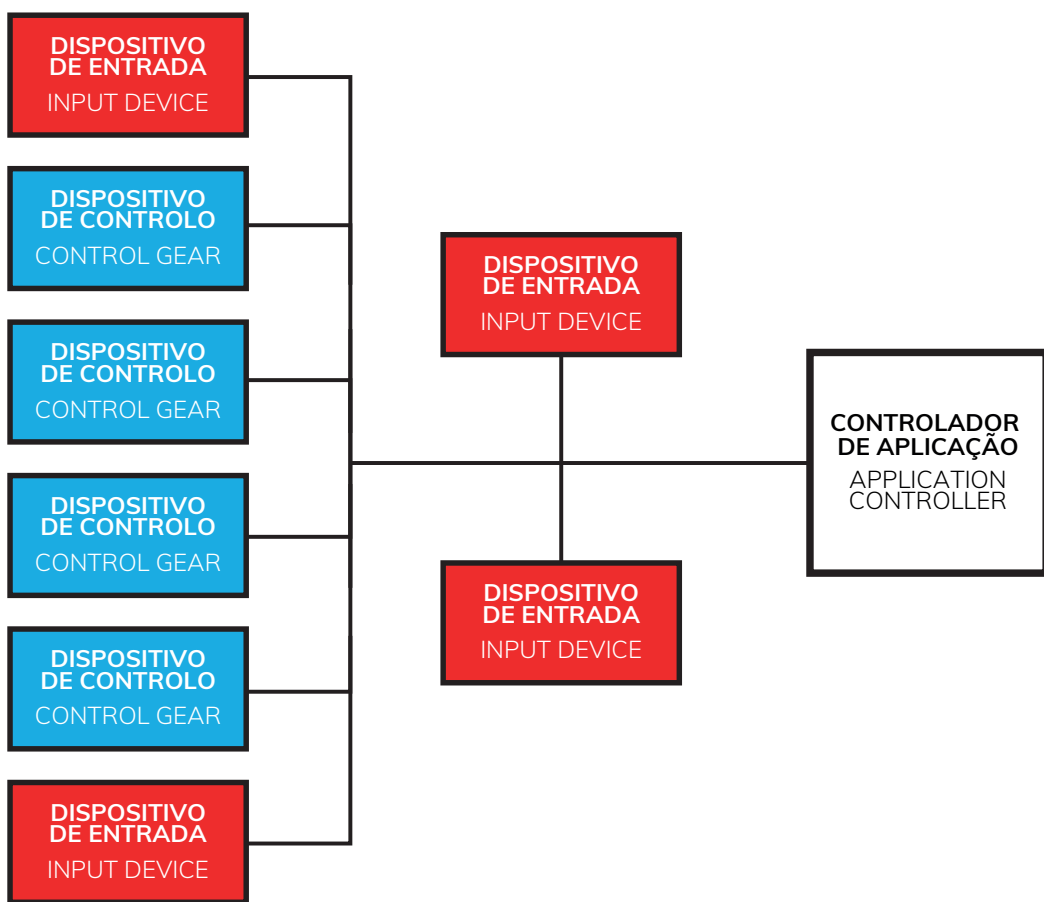 DISPOSITIVO
DE ENTRADA
INPUT DEVICE
DISPOSITIVO
DE CONTROLO
CONTROL GEAR
DISPOSITIVO
DE CONTROLO
CONTROL GEAR
DISPOSITIVO
DE CONTROLO
CONTROL GEAR
DISPOSITIVO
DE CONTROLO
CONTROL GEAR
DISPOSITIVO
DE ENTRADA
INPUT DEVICE
DISPOSITIVO
DE ENTRADA
INPUT DEVICE
DISPOSITIVO
DE ENTRADA
INPUT DEVICE
CONTROLADOR
DE APLICAÇÃO
APPLICATION
CONTROLLER